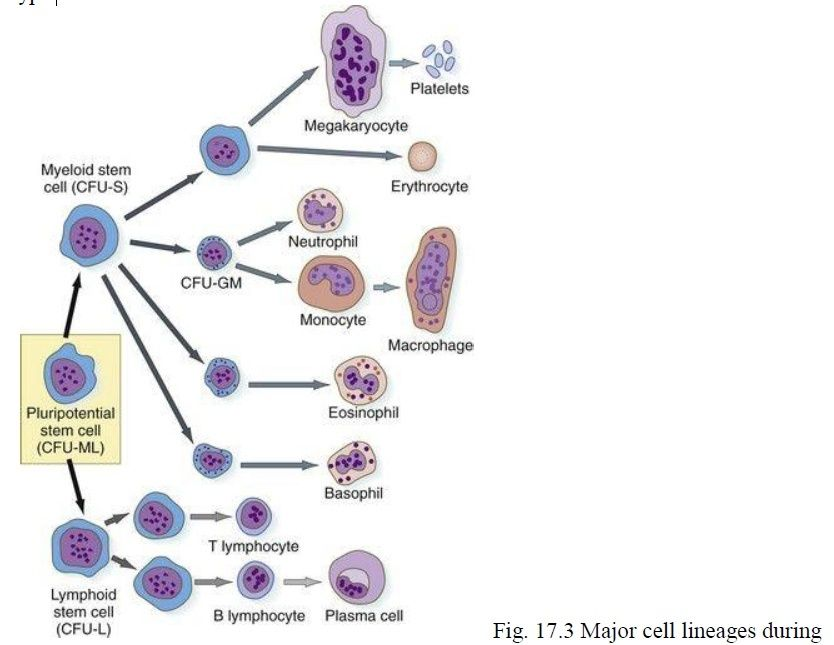 Platelets
Megakaryocyte
Myeloid stem
cell (CFU-S)
Erythrocyte
Neutrophil
CFU-GM
Monocyte
Macrophage
Pluripotential
stem cell
(CFU-ML)
Eosinophil
Basophil
T lymphocyte
Lymphoid
stem cell
(CFU-L)
B lymphocyte
Plasma cell
Fig. 17.3 Major cell lineages during